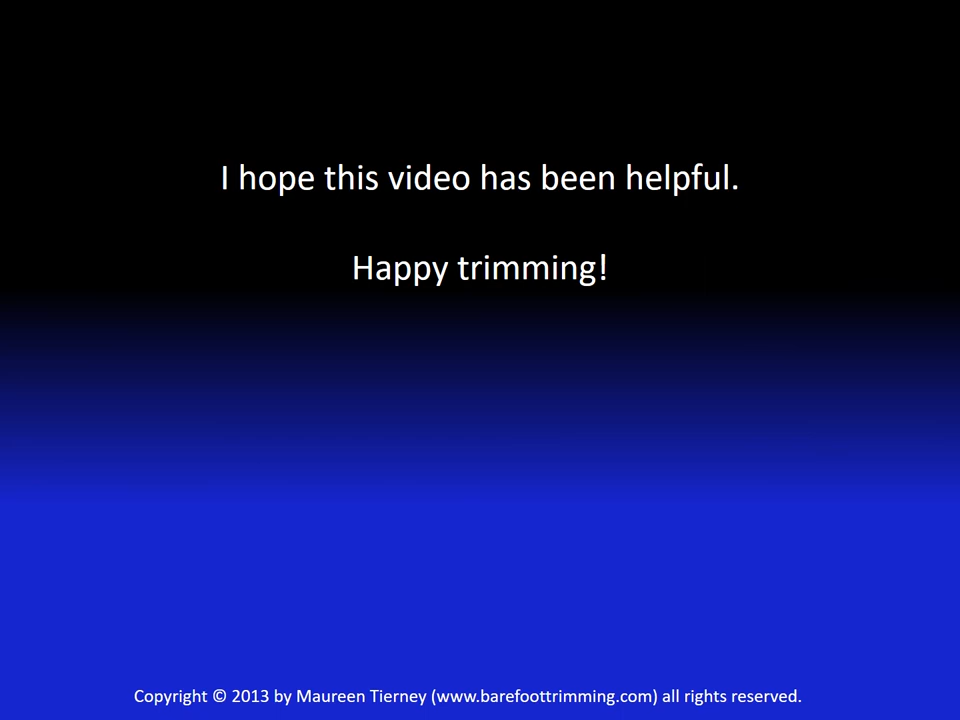 I hope this video has been helpful.
Happy trimming!
Copyright © 2013 by Maureen Tierney (www.barefoottrimming.com) all rights reserved.